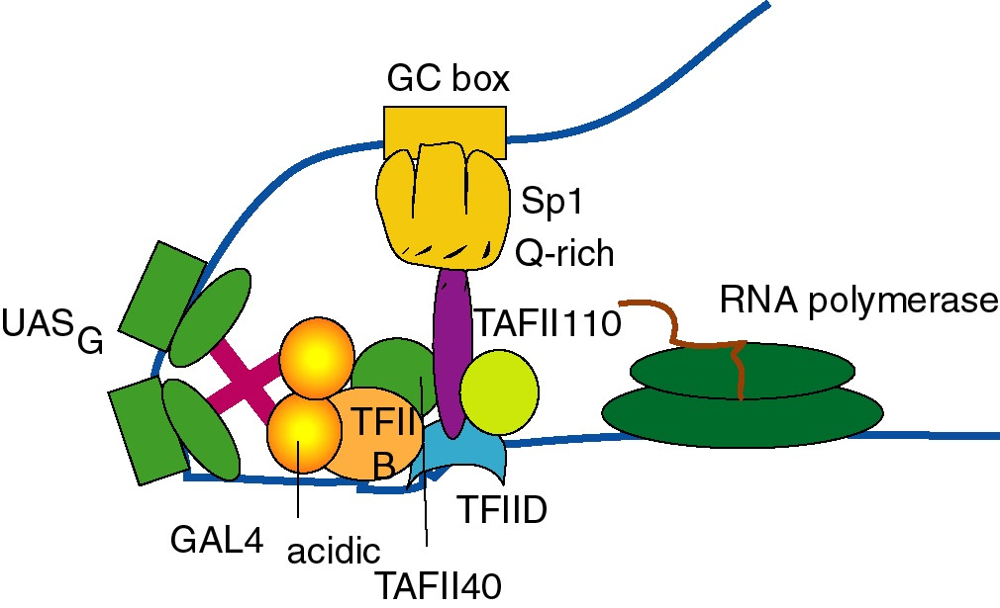 GC box
Sp1
Q-rich
UAS G
TAFII110
RNA polymerase
TFII
B
TFIID
GAL4
acidic
TAFII40